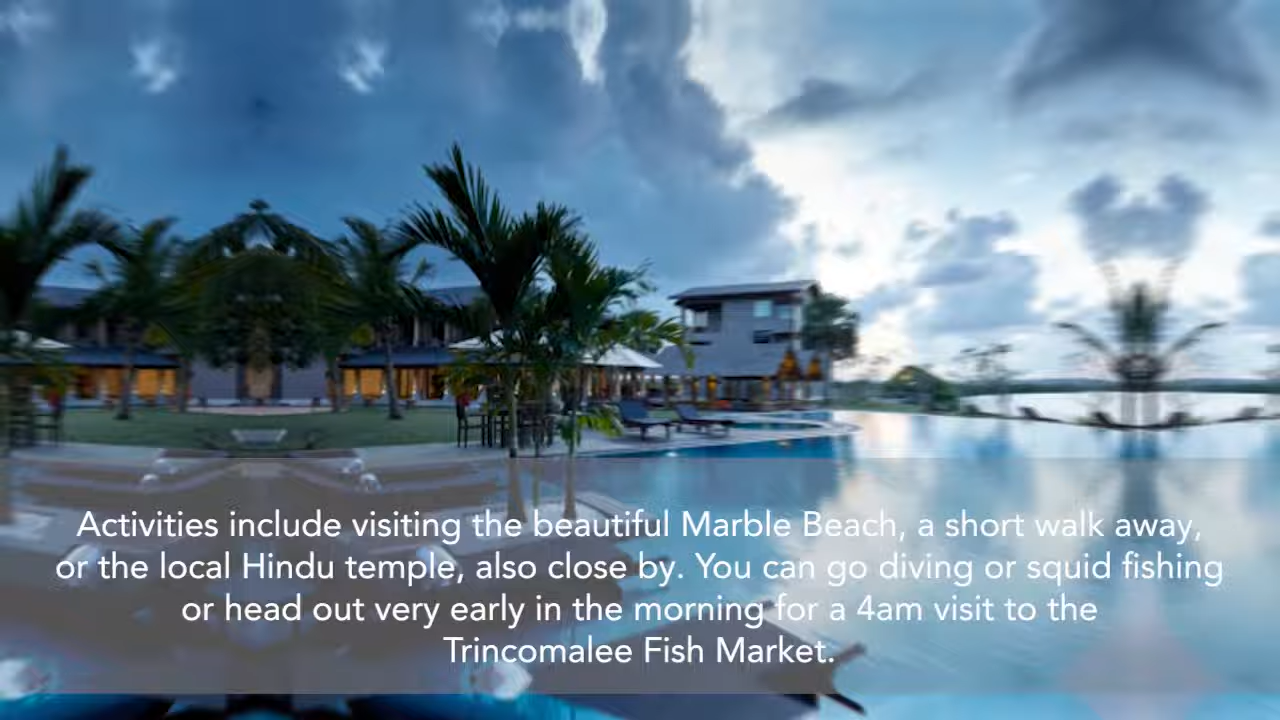 Activities include visiting the beautiful Marble Beach, a short walk away,
or the local Hindu temple, also close by. You can go diving or squid fishing
or head out very early in the morning for a 4am visit to the
Trincomalee Fish Market.